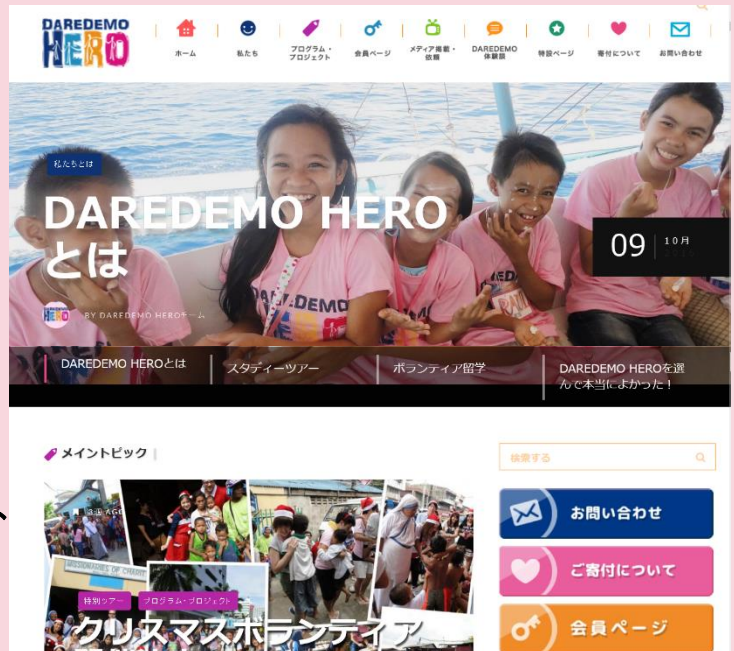 DAREDEMO
HERO
ホーム
私たち
プログラム・
プロジェクト
会員ページ
メディア掲載・
依頼
DAREDEMO
体験談
特設ページ
寄付について
お問い合わせ
私たちとは
DAREDEMO HERO
とは
09
10月
BY DAREDEMO HEROチーム
DAREDEMO HEROとは
スタディーツアー
ボランティア留学
DAREDEMO HEROを選
んで本当によかった！
メイントピック
検索する
お問い合わせ
ご寄付について
会員ページ
3週 AGO
MISSIONARIES OF CHARITY
特別ツアー
プログラム・プロジェクト
クリスマスボランティア